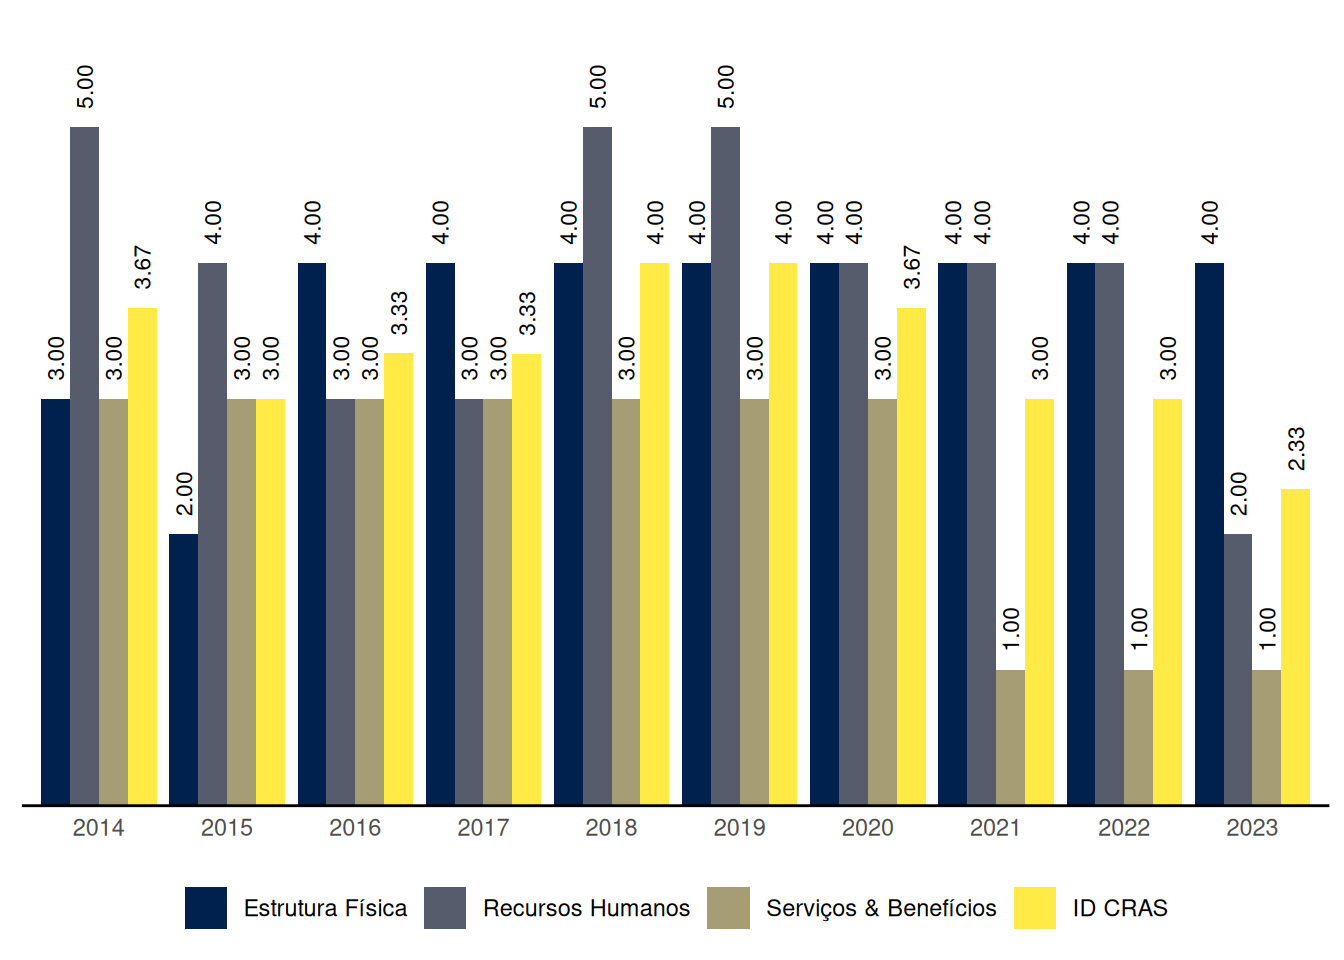 5.00 5.00 5.00
4.00 4.00 4.00 4.00 4.00 4.00 4.00 4.00 4.00 4.00 4.00 4.00 4.00 4.00
3.67 3.67
3.33 3.33
3.00 3.00 3.00 3.00 3.00 3.00 3.00 3.00 3.00 3.00 3.00 3.00 3.00
2.33
2.00 2.00
1.00 1.00 1.00
2014 2015 2016 2017 2018 2019 2020 2021 2022 2023
Estrutura Física Recursos Humanos Serviços & Benefícios ID CRAS